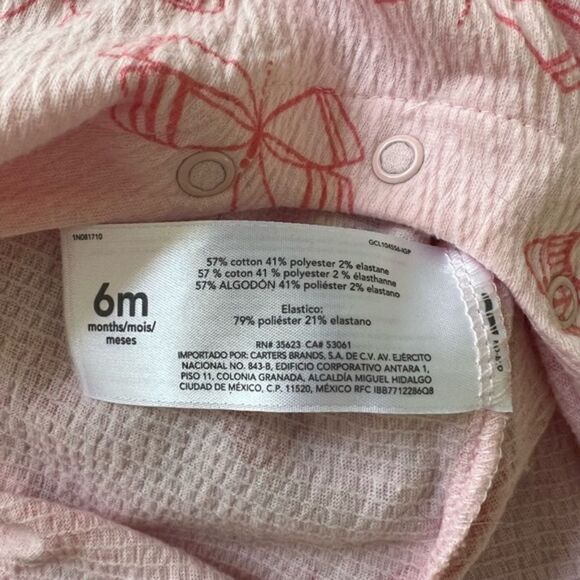 1N081710
GCL104556-IGP
57% cotton 41% polyester 2% elastane
57 % coton 41 % polyester 2 % élasthanne
57% ALGODÓN 41% poliéster 2% elastano
6m
months/mois/
meses
Elastico:
79% poliéster 21% elastano
RN# 35623 CA# 53061
IMPORTADO POR: CARTERS BRANDS, S.A. DE C.V. AV. EJÉRCITO
NACIONAL NO. 843-B, EDIFICIO CORPORATIVO ANTARA 1,
PISO 11, COLONIA GRANADA, ALCALDÍA MIGUEL HIDALGO
CIUDAD DE MÉXICO, C.P. 11520, MÉXICO RFC IBB7712286Q8